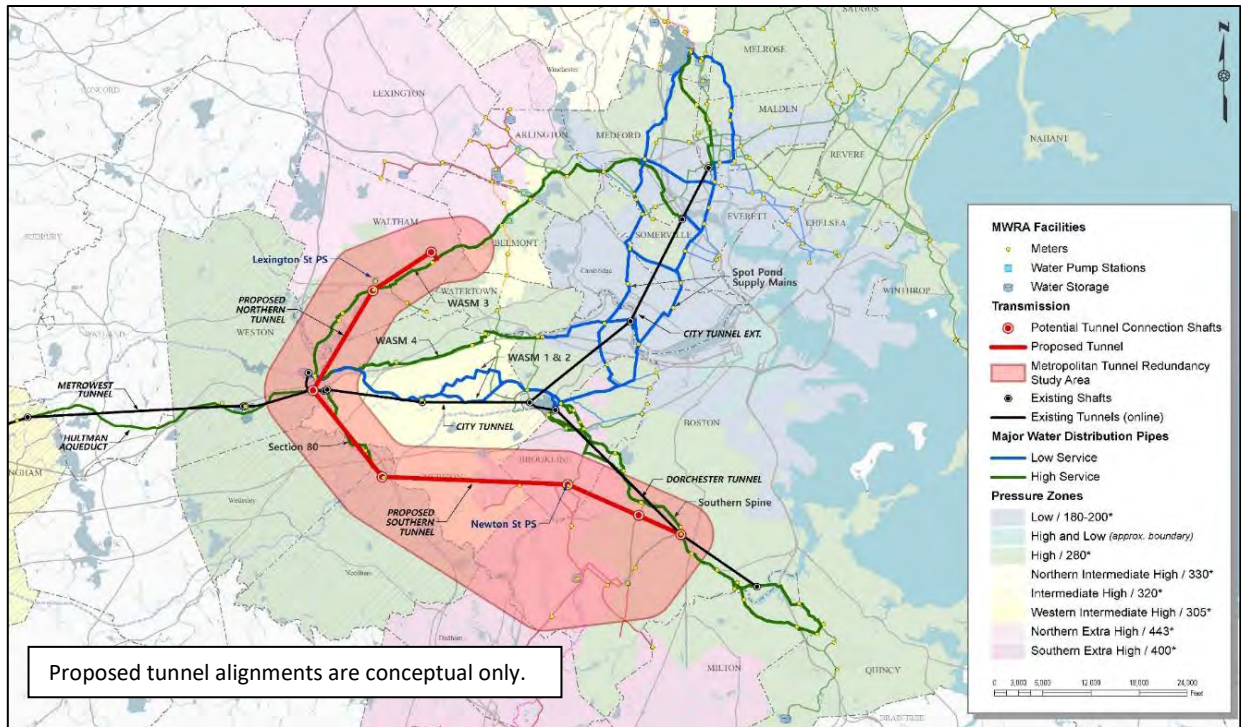 SAUGUS
MELROSE
Winchester
LEXINGTON
CONCORD
MALDEN
ARLINGTON
MEDFORD
NAHANT
REVERE
WALTHAM
EVERETT
CHELSEA
BELMONT
SOMERVILLE
SUDBURY
Lexington St PS
Cambridge
Spot Pond
Supply Mains
WINTHROP
PROPOSED
NORTHERN
TUNNEL
WATERTOWN
WASM 3
WESTON
CITY TUNNEL EXT.
WASM 4
WASM 1 & 2
METROWEST
TUNNEL
HULTMAN
AQUEDUCT
CITY TUNNEL
BOSTON
Section 80
BROOKLINE
DORCHESTER TUNNEL
Wellesley
Southern Spine
PROPOSED
SOUTHERN
TUNNEL
Newton St PS
Needham
Dedham
MILTON
QUINCY
Proposed tunnel alignments are conceptual only.
MWRA Facilities
Meters
Water Pump Stations
Water Storage
Transmission
Potential Tunnel Connection Shafts
Proposed Tunnel
Metropolitan Tunnel Redundancy
Study Area
Existing Shafts
Existing Tunnels (online)
Major Water Distribution Pipes
Low Service
High Service
Pressure Zones
Low / 180-200*
High and Low (approx. boundary)
High / 280*
Northern Intermediate High / 330*
Intermediate High / 320*
Western Intermediate High / 305*
Northern Extra High / 443*
Southern Extra High / 400*
0 3,000 6,000 12,000 18,000 24,000
Feet